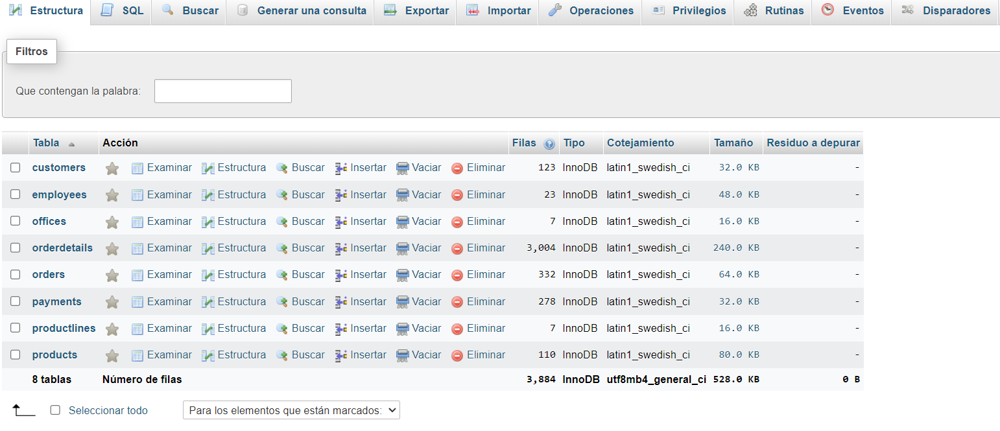 Estructura SQL Buscar Generar una consulta Exportar Importar Operaciones Privilegios Rutinas Eventos Disparadores
Filtros
Que contengan la palabra:
Tabla Acción Filas Tipo Cotejamiento Tamaño Residuo a depurar
customers Examinar Estructura Buscar Insertar Vaciar Eliminar 123 InnoDB latin1_swedish_ci 32.0 KB -
employees Examinar Estructura Buscar Insertar Vaciar Eliminar 23 InnoDB latin1_swedish_ci 48.0 KB -
offices Examinar Estructura Buscar Insertar Vaciar Eliminar 7 InnoDB latin1_swedish_ci 16.0 KB -
orderdetails Examinar Estructura Buscar Insertar Vaciar Eliminar 3,004 InnoDB latin1_swedish_ci 240.0 KB -
orders Examinar Estructura Buscar Insertar Vaciar Eliminar 332 InnoDB latin1_swedish_ci 64.0 KB -
payments Examinar Estructura Buscar Insertar Vaciar Eliminar 278 InnoDB latin1_swedish_ci 32.0 KB -
productlines Examinar Estructura Buscar Insertar Vaciar Eliminar 7 InnoDB latin1_swedish_ci 16.0 KB -
products Examinar Estructura Buscar Insertar Vaciar Eliminar 110 InnoDB latin1_swedish_ci 80.0 KB -
8 tablas Número de filas 3,884 InnoDB utf8mb4_general_ci 528.0 KB 0 B
Seleccionar todo Para los elementos que están marcados: